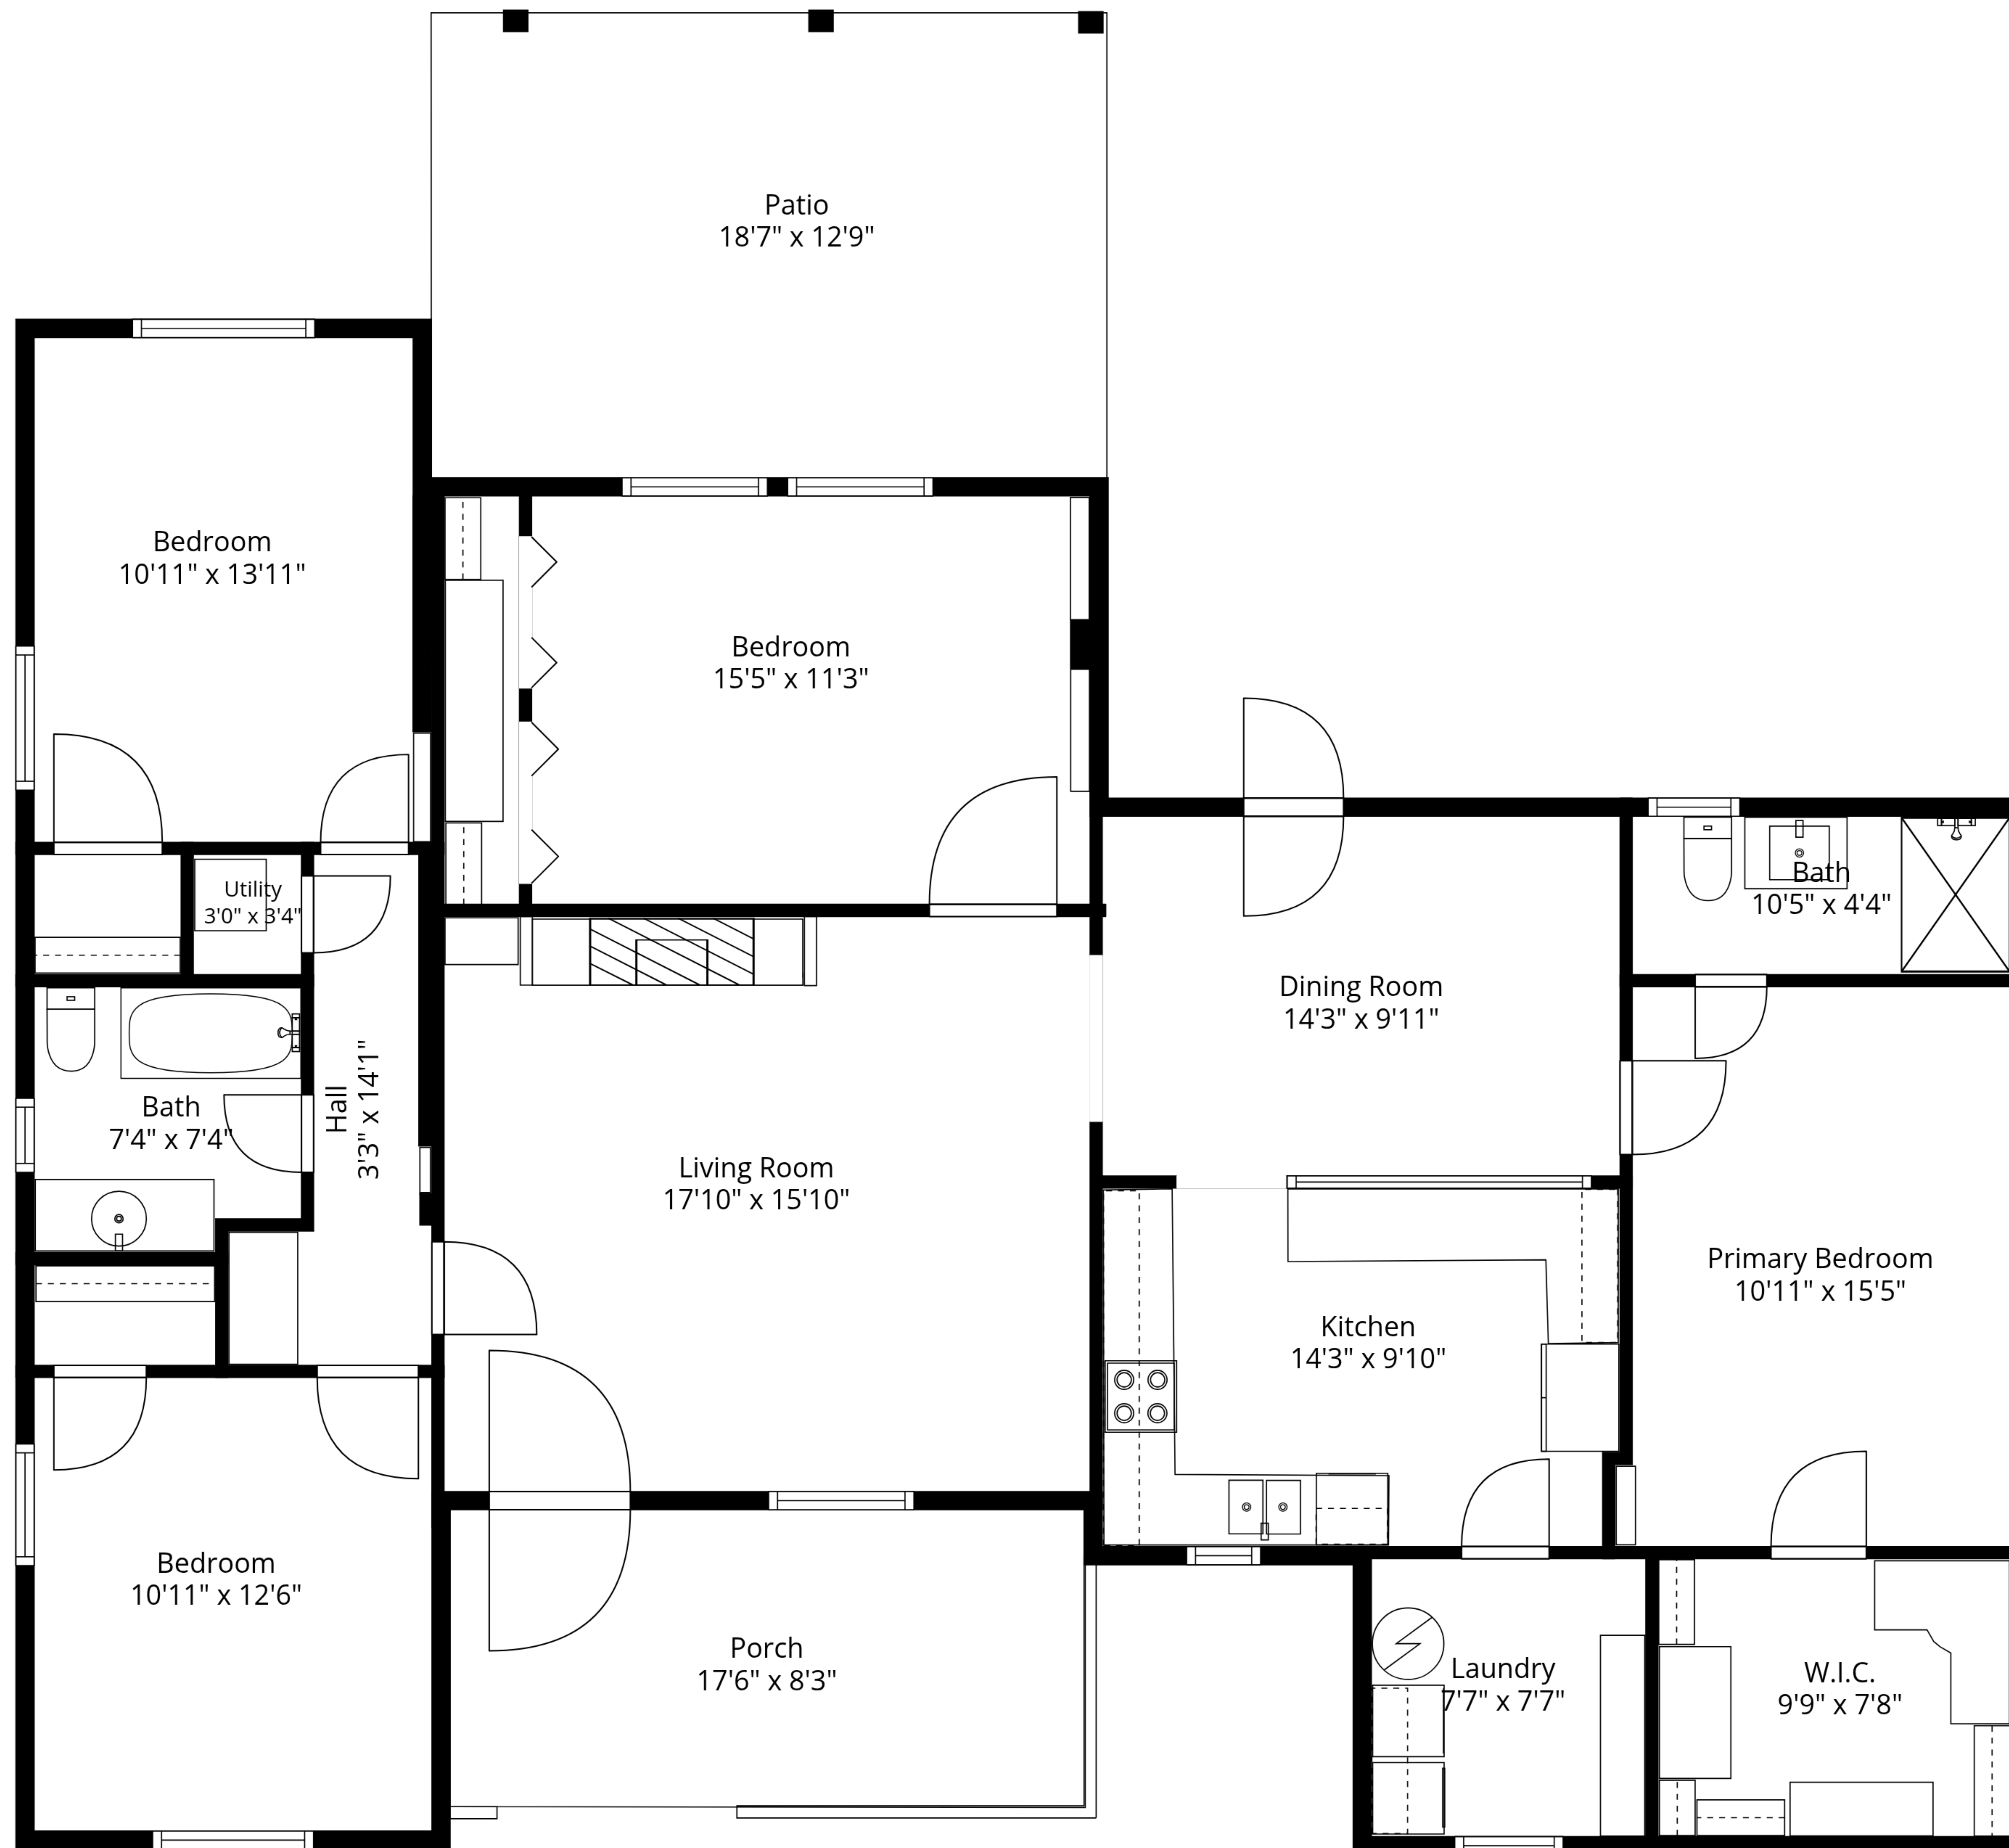 Patio
18'7" x 12'9"
Bedroom
10'11" x 13'11"
Bedroom
15'5" x 11'3"
Utility
3'0" x 3'4"
Bath
10'5" x 4'4"
Dining Room
14'3" x 9'11"
Bath
7'4" x 7'4"
Hall
3'3" x 14'1"
Living Room
17'10" x 15'10"
Primary Bedroom
10'11" x 15'5"
Kitchen
14'3" x 9'10"
Bedroom
10'11" x 12'6"
Porch
17'6" x 8'3"
Laundry
7'7" x 7'7"
W.I.C.
9'9" x 7'8"